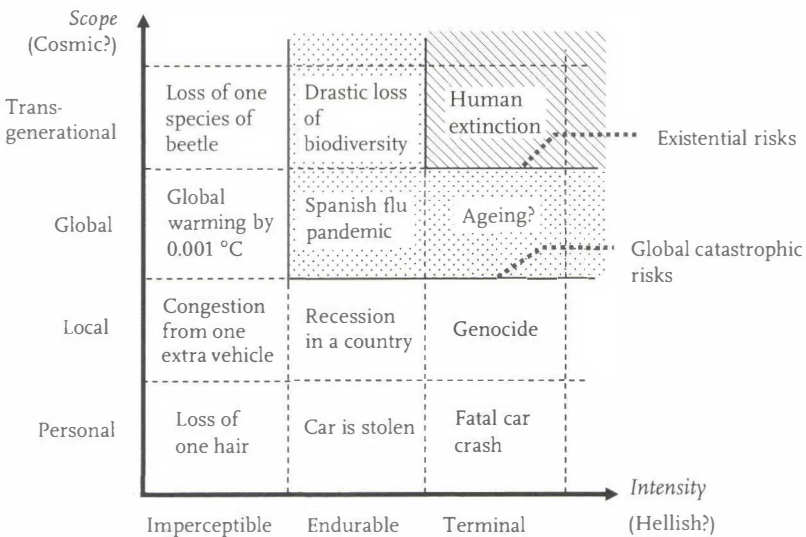 Scope
(Cosmic?)
Trans-
generational
Loss of one
species of
beetle
Drastic loss
of
biodiversity
Human
extinction
Existential risks
Global
Global
warming by
0.001 °C
Spanish flu
pandemic
Ageing?
Global catastrophic
risks
Local
Congestion
from one
extra vehicle
Recession
in a country
Genocide
Personal
Loss of
one hair
Car is stolen
Fatal car
crash
Intensity
(Hellish?)
Imperceptible
Endurable
Terminal